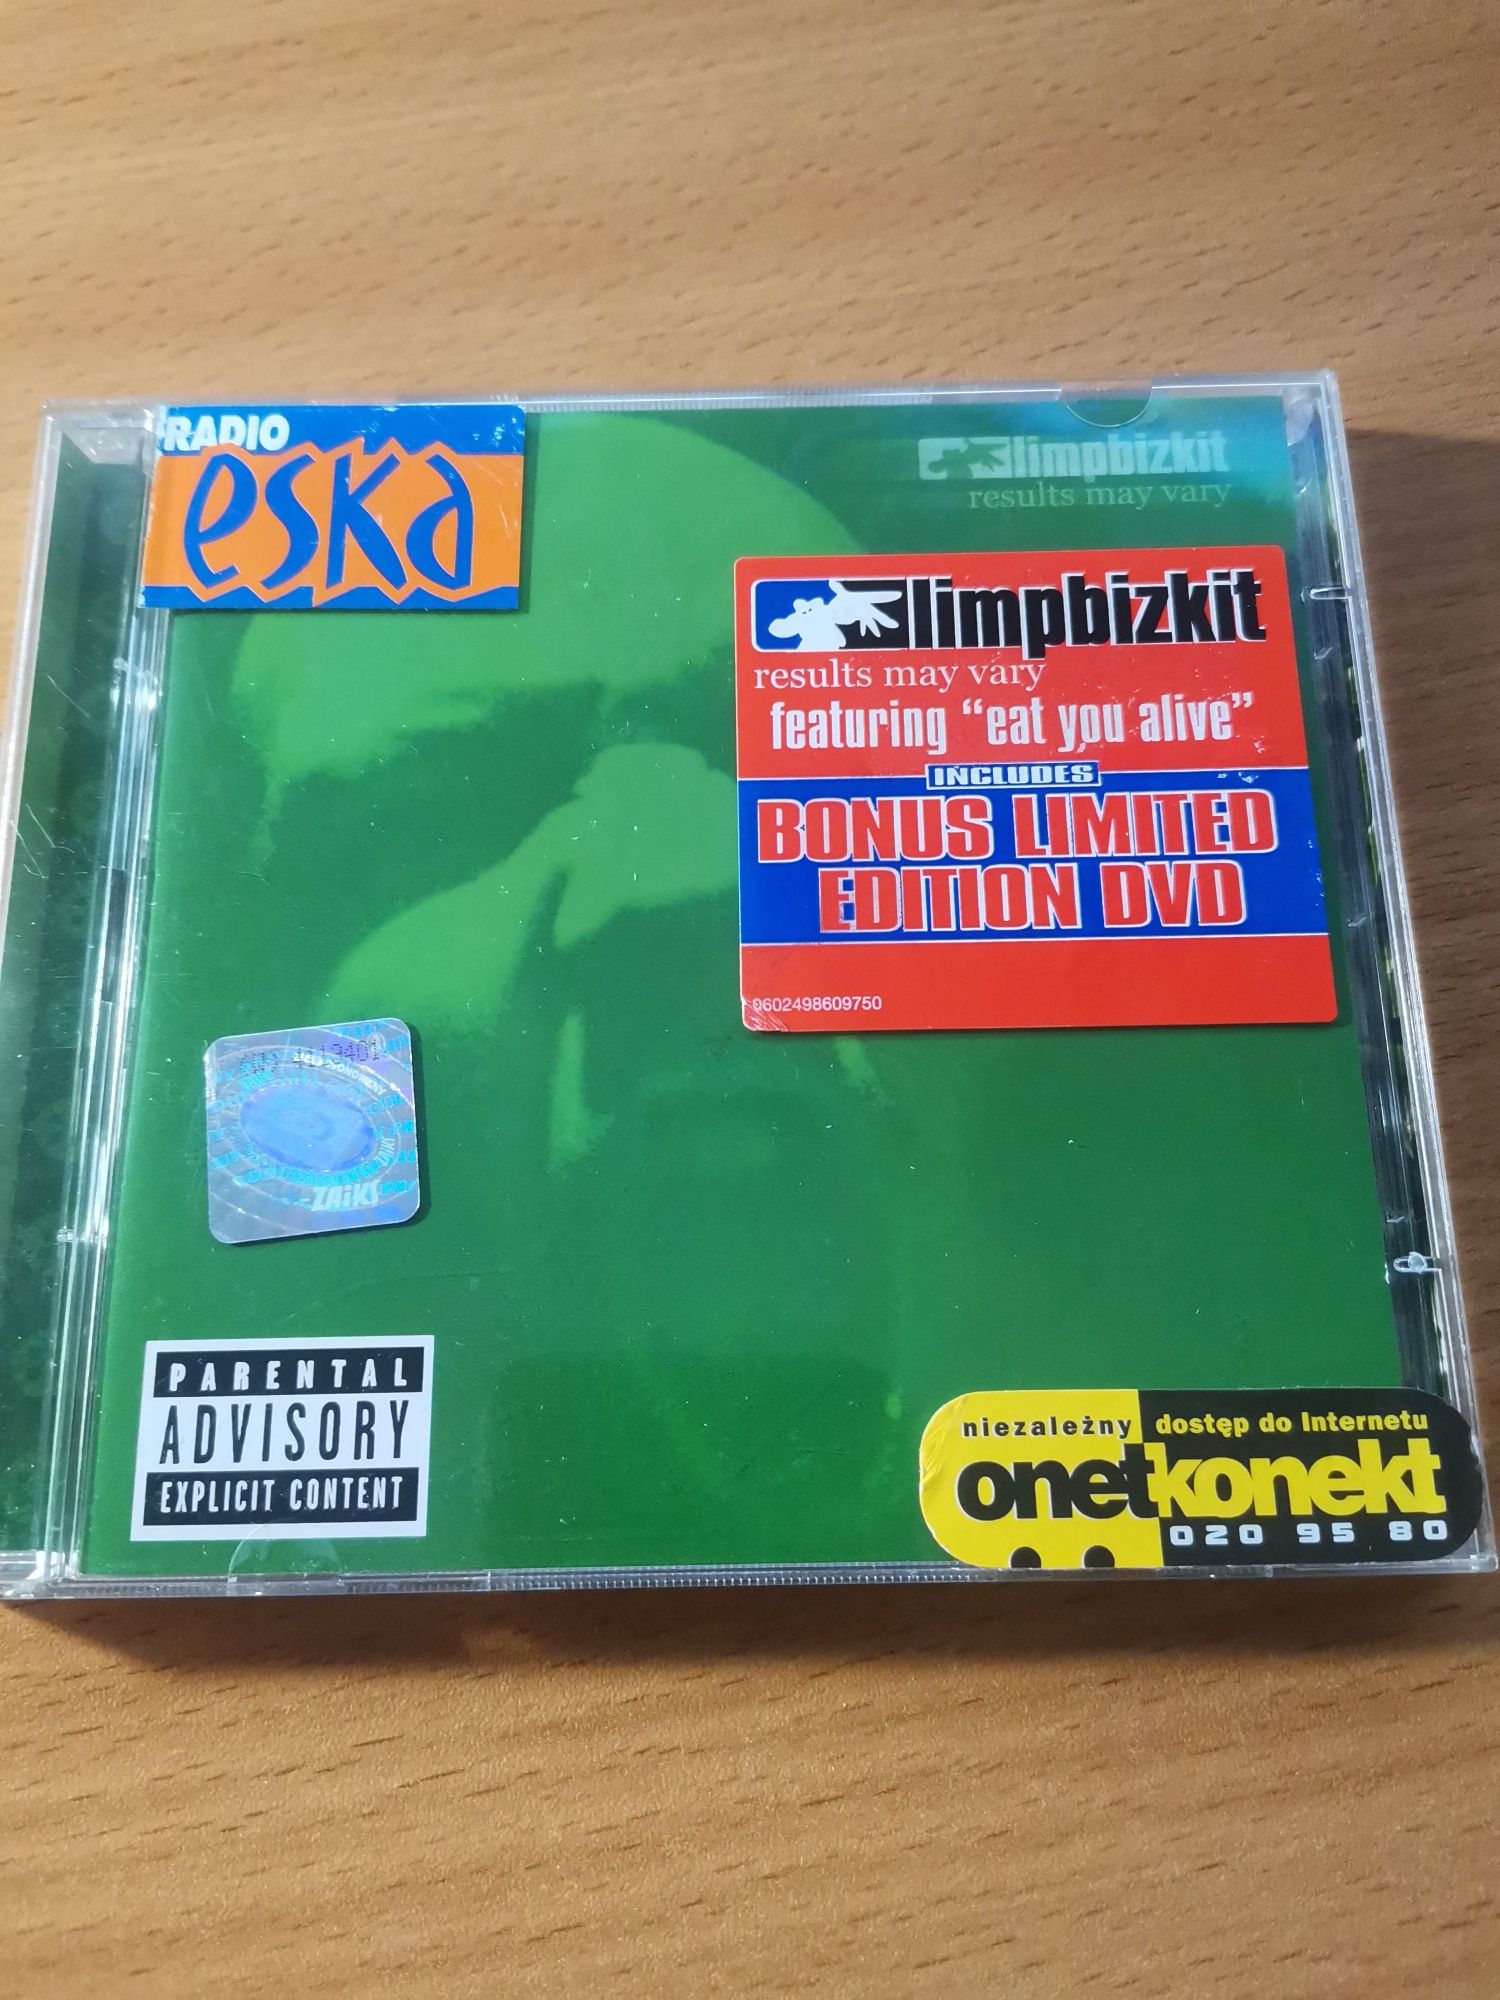 RADIO
eska
limpbizkit
results may vary
limpbizkit
results may vary
featuring "eat you alive"
INCLUDES
BONUS LIMITED
EDITION DVD
0602498609750
ZAiKS
PARENTAL
ADVISORY
EXPLICIT CONTENT
niezależny dostęp do Internetu
onetkonekt
020 95 80